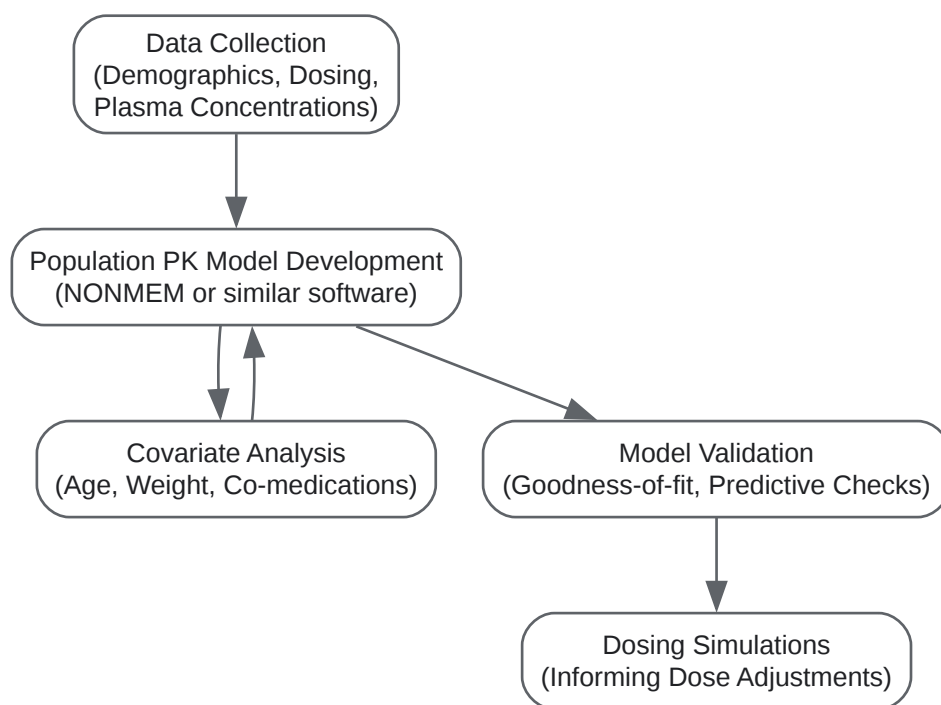 Data Collection
(Demographics, Dosing,
Plasma Concentrations)
Population PK Model Development
(NONMEM or similar software)
Covariate Analysis
(Age, Weight, Co-medications)
Model Validation
(Goodness-of-fit, Predictive Checks)
Dosing Simulations
(Informing Dose Adjustments)